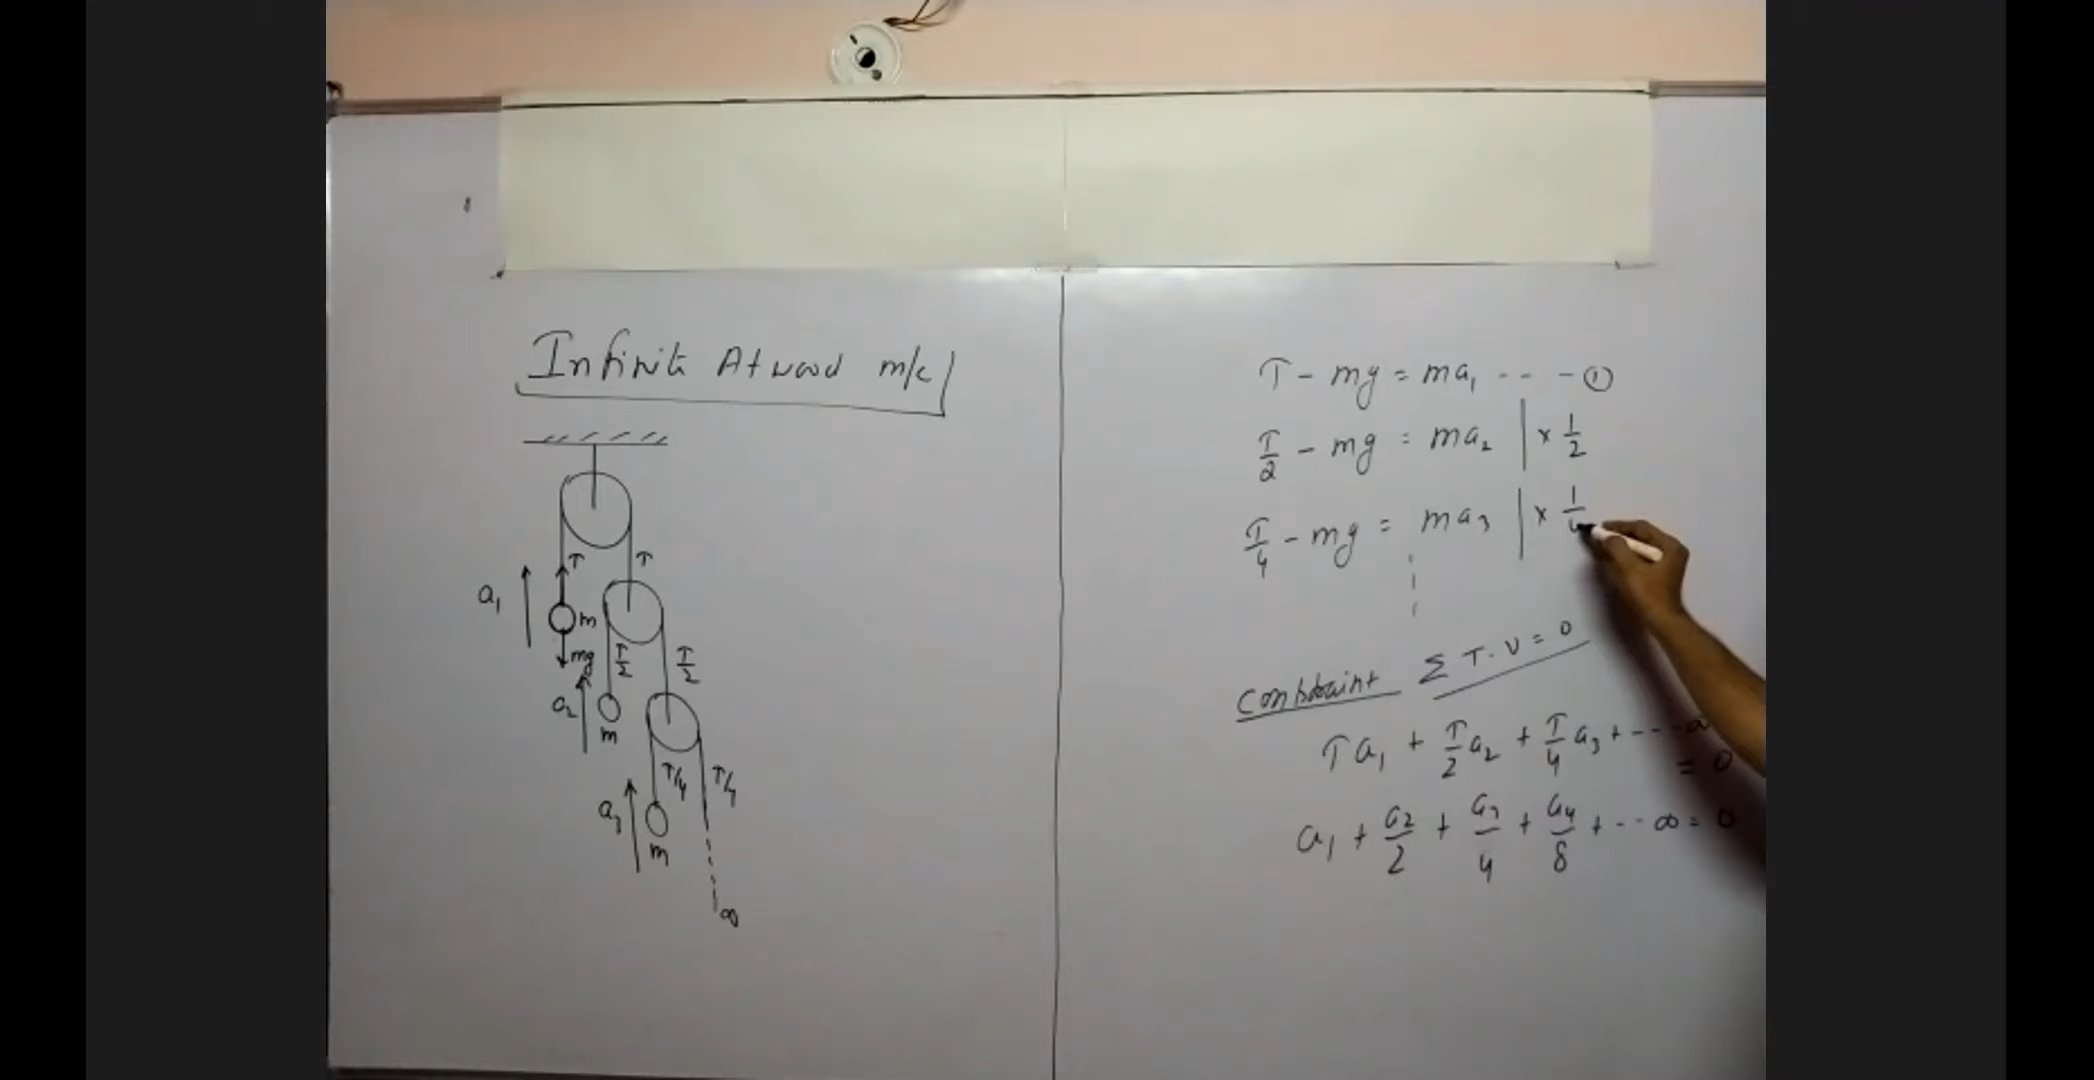 Infinite Atwood m/c
T
T
a₁
m
mg
T/2
T/2
a₂
m
T/4
T/4
a₃
m
∞
T - mg = ma₁ - - - ①
T/2 - mg = ma₂ | × 1/2
T/4 - mg = ma₃ | × 1/4
Constraint Σ T · v = 0
Ta₁ + T/2 a₂ + T/4 a₃ + - - - ∞
= 0
a₁ + a₂/2 + a₃/4 + a₄/8 + - - ∞ = 0